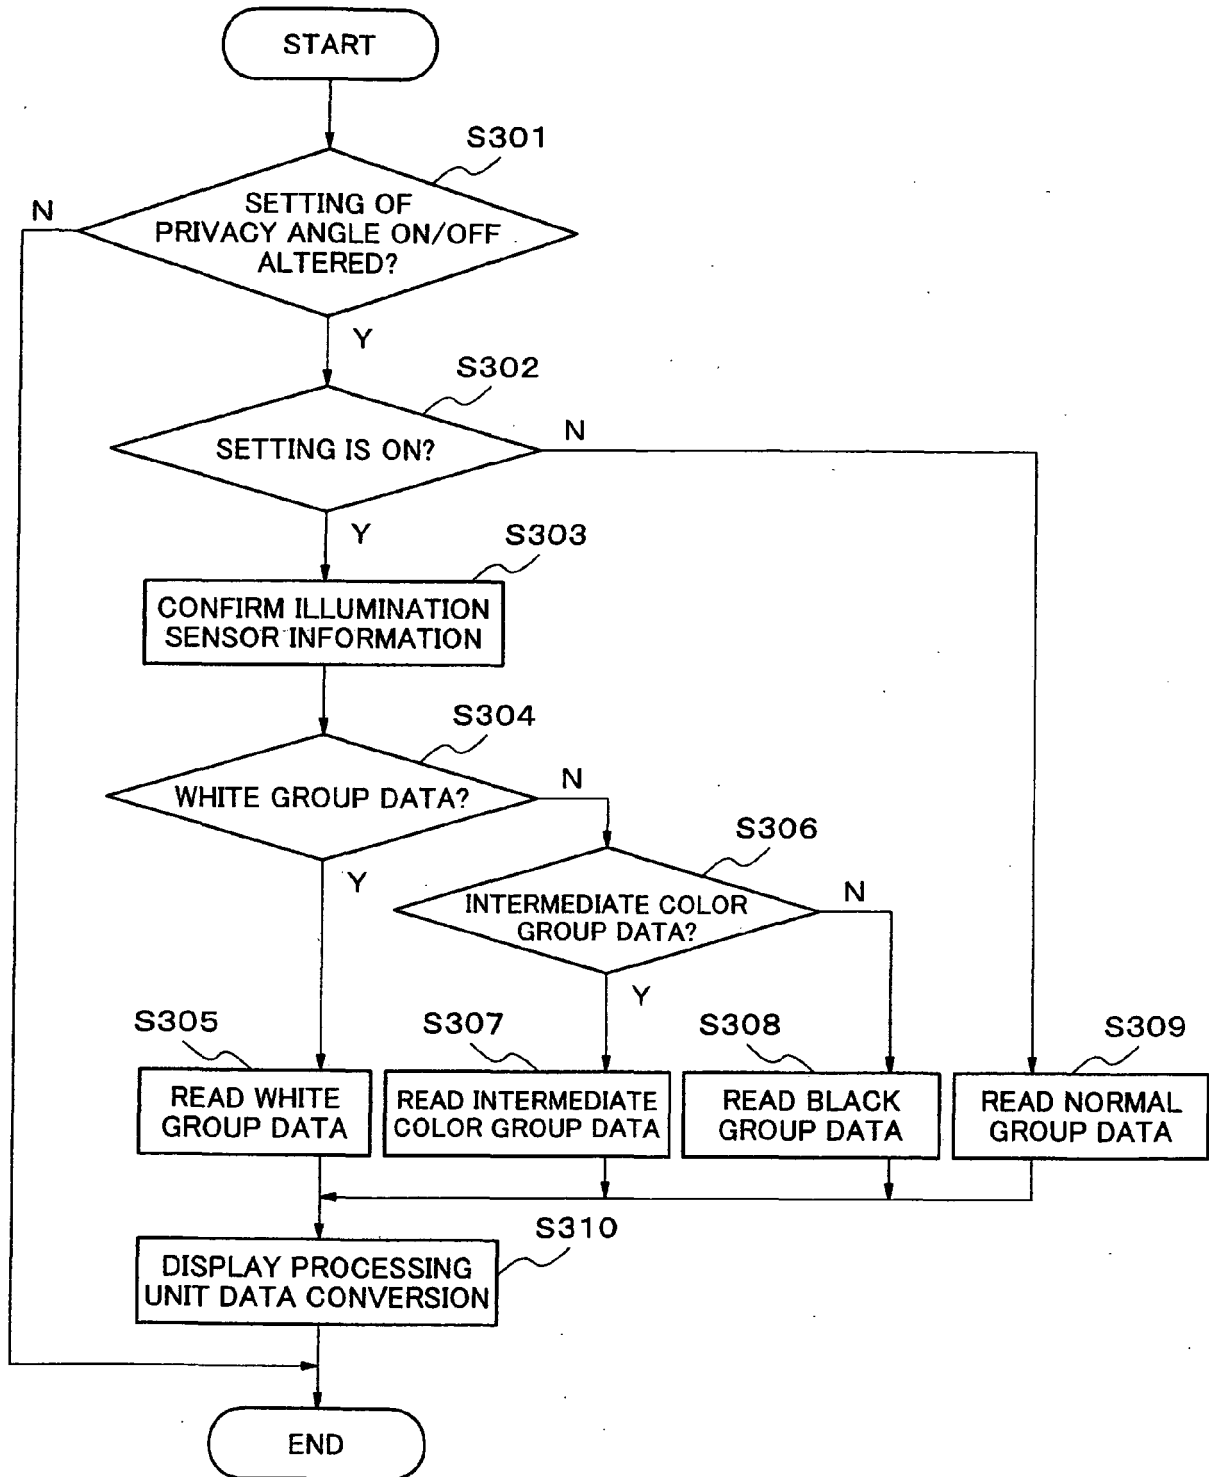 START
S301
N
SETTING OF
PRIVACY ANGLE ON/OFF
ALTERED?
Y
S302
N
SETTING IS ON?
Y
S303
CONFIRM ILLUMINATION
SENSOR INFORMATION
S304
N
WHITE GROUP DATA?
S306
Y
N
INTERMEDIATE COLOR
GROUP DATA?
Y
S305
S307
S308
S309
READ WHITE
GROUP DATA
READ INTERMEDIATE
COLOR GROUP DATA
READ BLACK
GROUP DATA
READ NORMAL
GROUP DATA
S310
DISPLAY PROCESSING
UNIT DATA CONVERSION
END